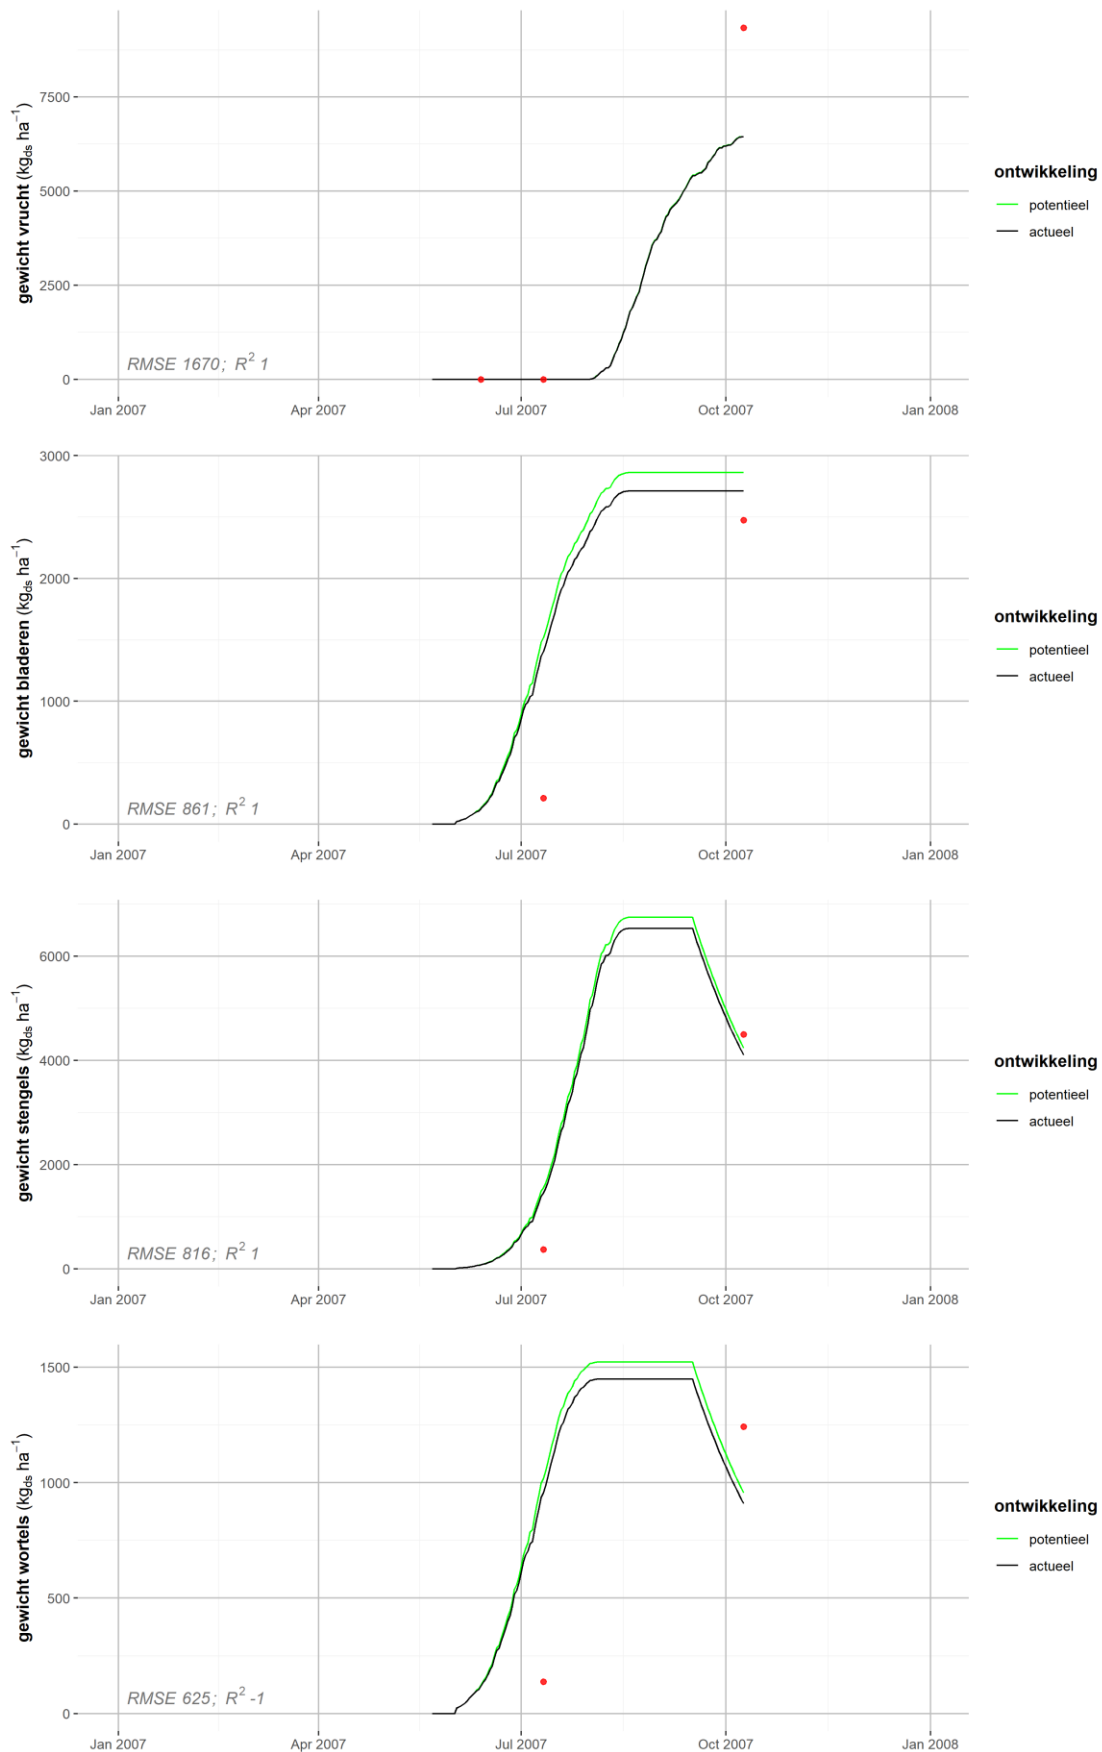 gewicht vrucht (kg_ds ha⁻¹)
7500
5000
2500
0
RMSE 1670; R² 1
Jan 2007 Apr 2007 Jul 2007 Oct 2007 Jan 2008
ontwikkeling
potentieel
actueel
gewicht bladeren (kg_ds ha⁻¹)
3000
2000
1000
0
RMSE 861; R² 1
Jan 2007 Apr 2007 Jul 2007 Oct 2007 Jan 2008
ontwikkeling
potentieel
actueel
gewicht stengels (kg_ds ha⁻¹)
6000
4000
2000
0
RMSE 816; R² 1
Jan 2007 Apr 2007 Jul 2007 Oct 2007 Jan 2008
ontwikkeling
potentieel
actueel
gewicht wortels (kg_ds ha⁻¹)
1500
1000
500
0
RMSE 625; R² -1
Jan 2007 Apr 2007 Jul 2007 Oct 2007 Jan 2008
ontwikkeling
potentieel
actueel